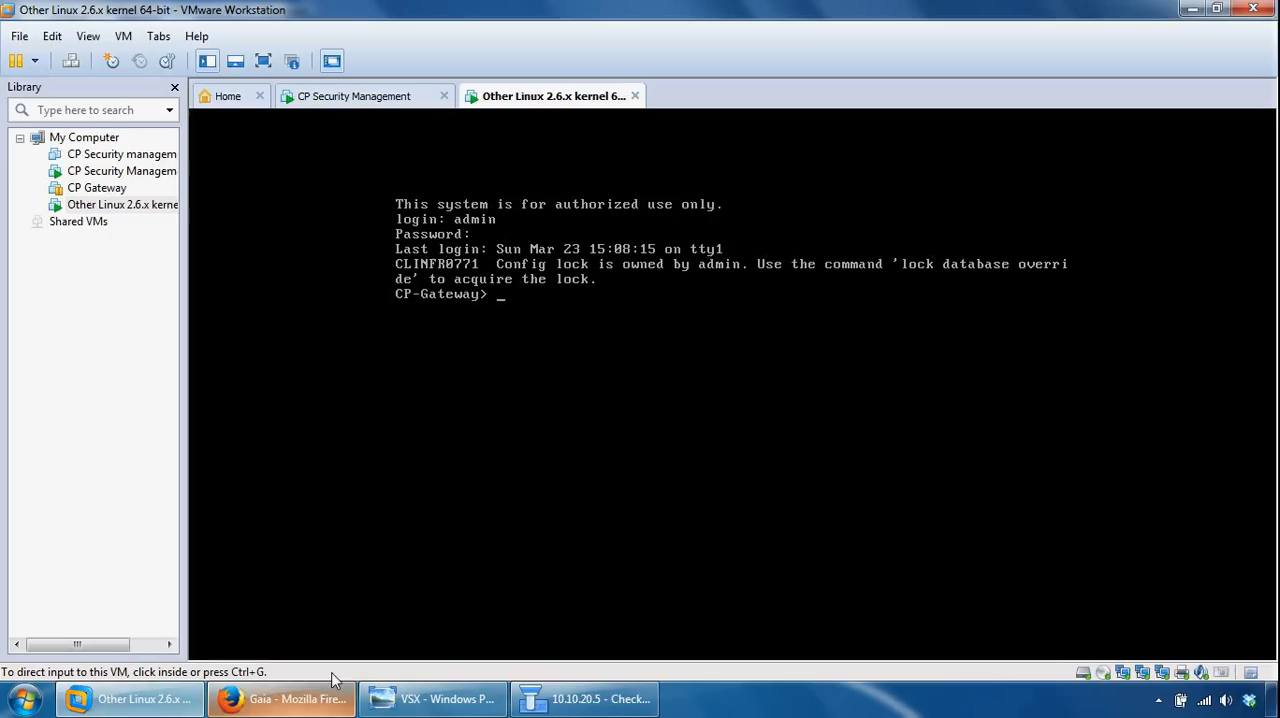 Other Linux 2.6.x kernel 64-bit - VMware Workstation
File Edit View VM Tabs Help
Library
Type here to search
My Computer
CP Security managem
CP Security Managem
CP Gateway
Other Linux 2.6.x kerne
Shared VMs
Home
CP Security Management
Other Linux 2.6.x kernel 6...
This system is for authorized use only.
login: admin
Password:
Last login: Sun Mar 23 15:08:15 on tty1
CLINFR0771  Config lock is owned by admin. Use the command 'lock database overri
de' to acquire the lock.
CP-Gateway> _
To direct input to this VM, click inside or press Ctrl+G.
Other Linux 2.6.x ...
Gaia - Mozilla Fire...
VSX - Windows P...
10.10.20.5 - Check...